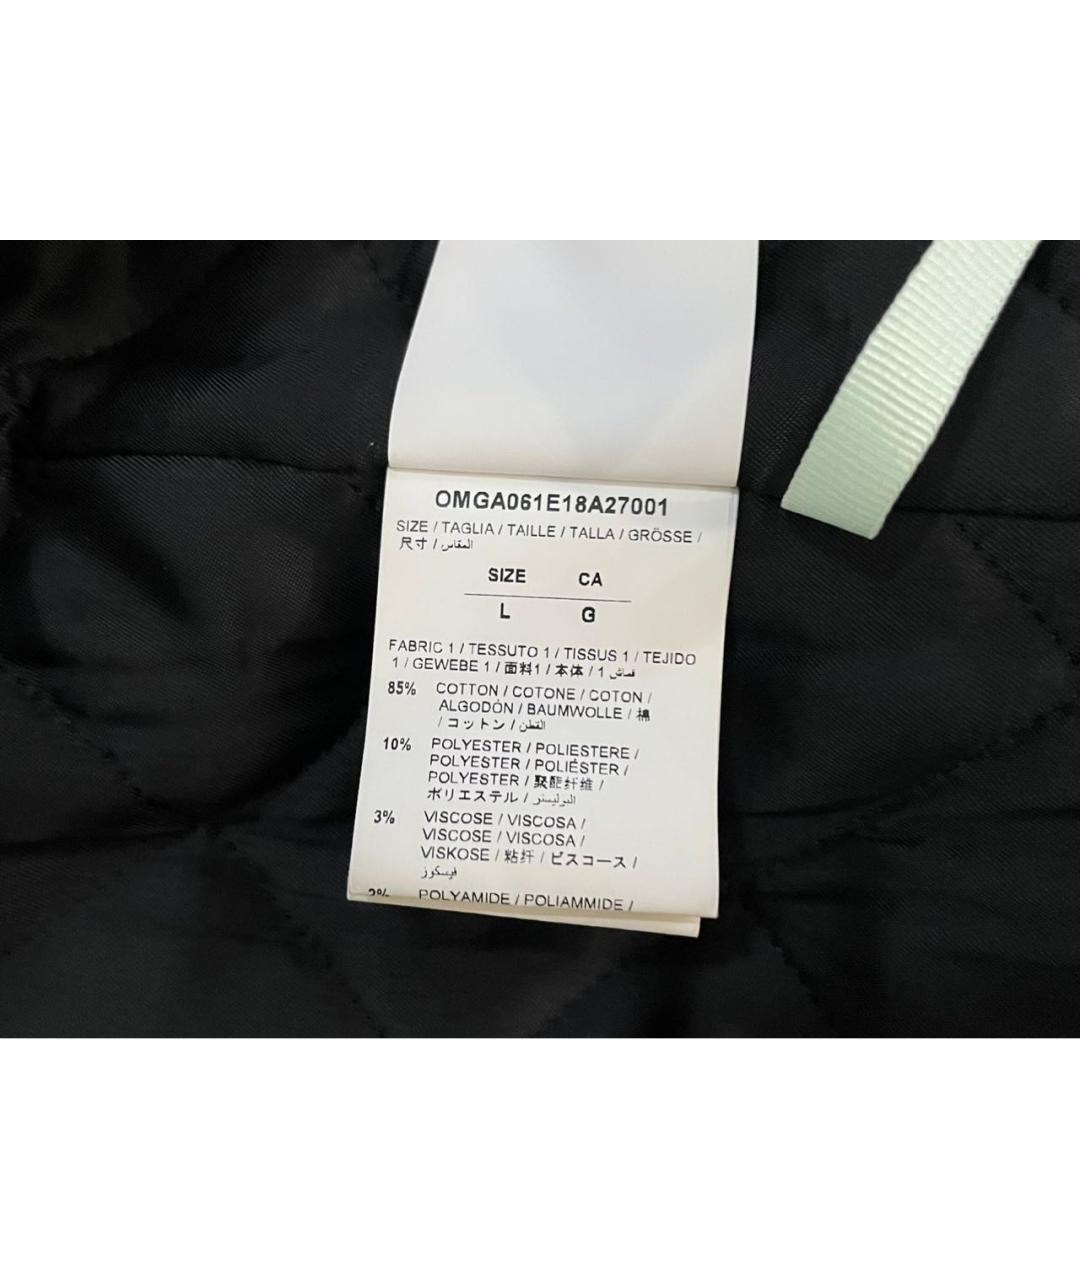 OMGA061E18A27001
SIZE / TAGLIA / TAILLE / TALLA / GRÖSSE /
尺寸 / المقاس
SIZE CA
L G
FABRIC 1 / TESSUTO 1 / TISSUS 1 / TEJIDO
1 / GEWEBE 1 / 面料1 / 本体 / 1 قماش
85% COTTON / COTONE / COTON /
ALGODÓN / BAUMWOLLE / 棉
/ コットン / القطن
10% POLYESTER / POLIESTERE /
POLYESTER / POLIÉSTER /
POLYESTER / 聚酯纤维 /
ポリエステル / البوليستر
3% VISCOSE / VISCOSA /
VISCOSE / VISCOSA /
VISKOSE / 粘纤 / ビスコース /
فيسكوز
2% POLYAMIDE / POLIAMMIDE /